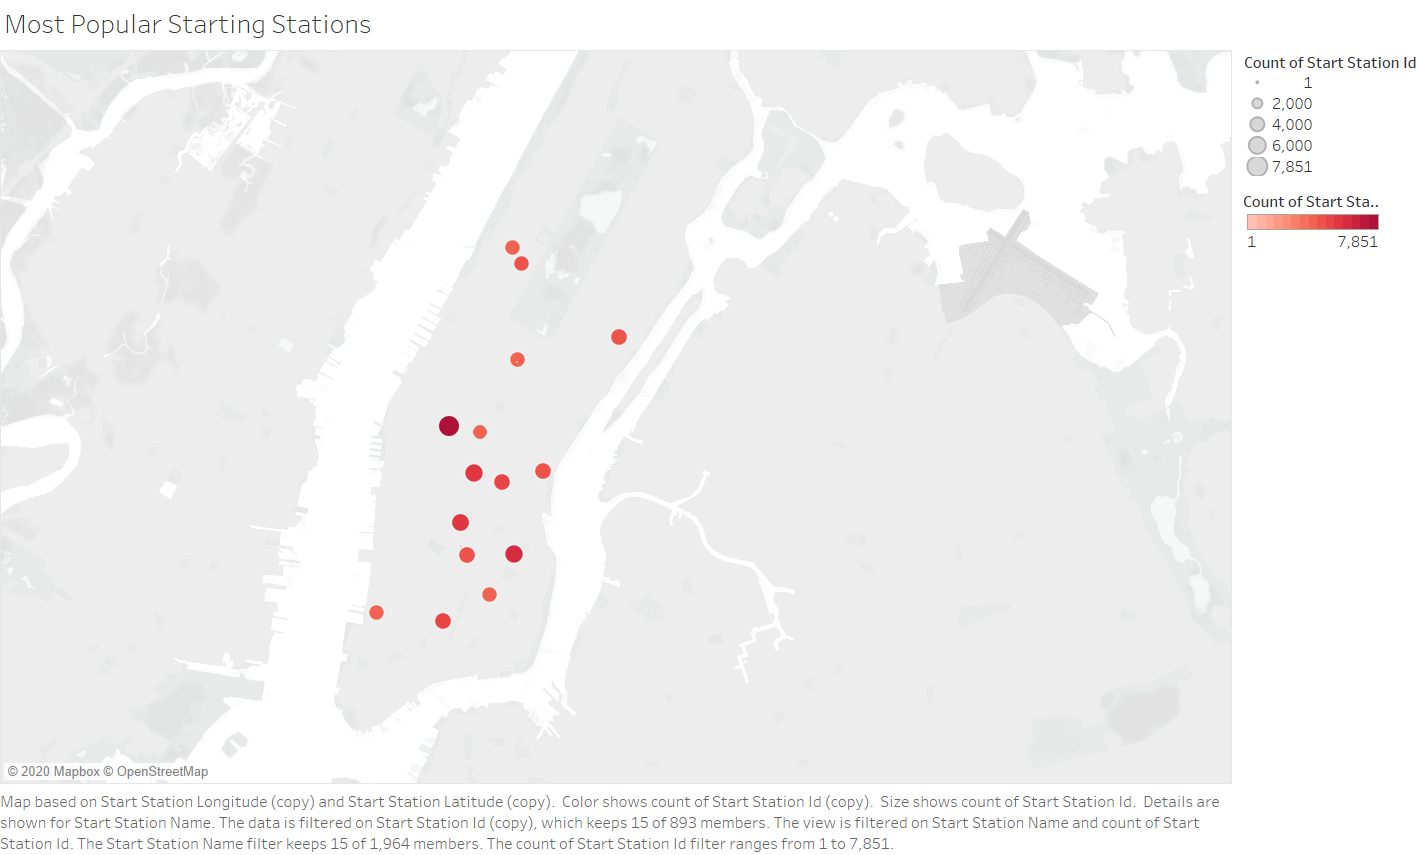 Most Popular Starting Stations
Count of Start Station Id
1
2,000
4,000
6,000
7,851
Count of Start Sta..
1 7,851
© 2020 Mapbox © OpenStreetMap
Map based on Start Station Longitude (copy) and Start Station Latitude (copy).  Color shows count of Start Station Id (copy).  Size shows count of Start Station Id.  Details are
shown for Start Station Name. The data is filtered on Start Station Id (copy), which keeps 15 of 893 members. The view is filtered on Start Station Name and count of Start
Station Id. The Start Station Name filter keeps 15 of 1,964 members. The count of Start Station Id filter ranges from 1 to 7,851.